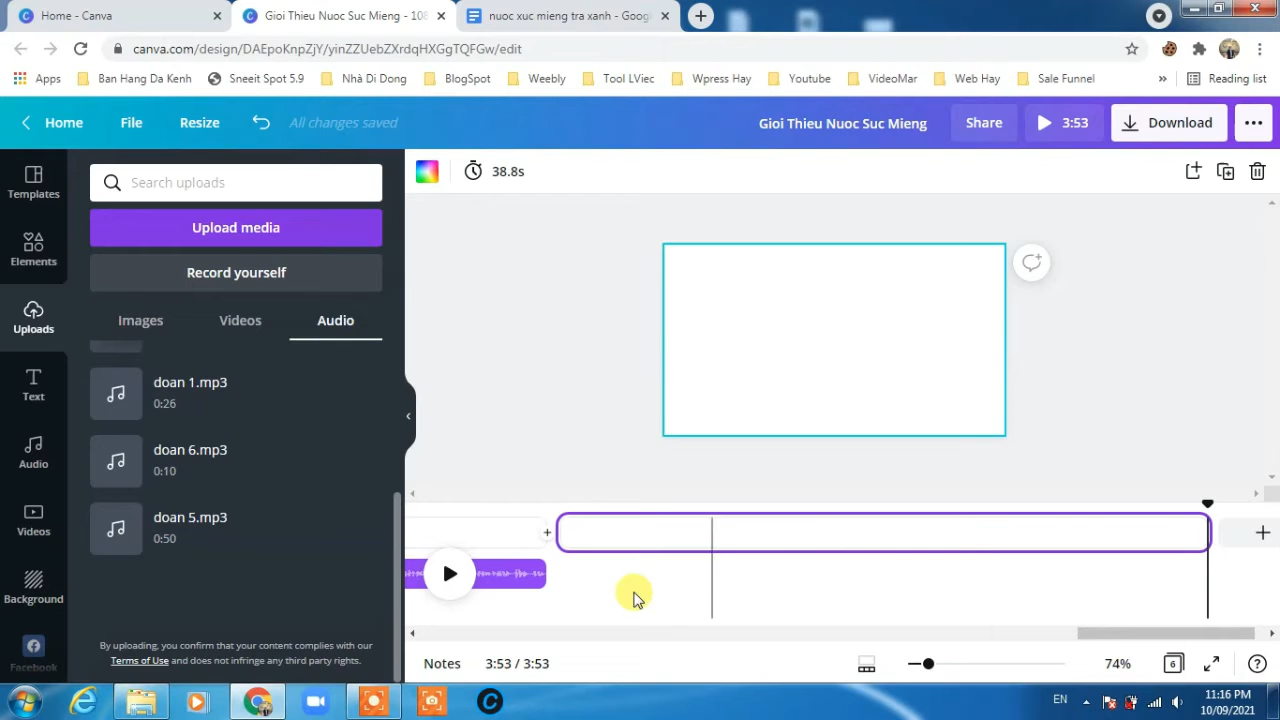 Home - Canva
Gioi Thieu Nuoc Suc Mieng - 108
nuoc xuc mieng tra xanh - Goog
canva.com/design/DAEpoKnpZjY/yinZZUebZXrdqHXGgTQFGw/edit
Apps
Ban Hang Da Kenh
Sneeit Spot 5.9
Nhà Di Dong
BlogSpot
Weebly
Tool LViec
Wpress Hay
Youtube
VideoMar
Web Hay
Sale Funnel
»
Reading list
Home
File
Resize
All changes saved
Gioi Thieu Nuoc Suc Mieng
Share
3:53
Download
Templates
Search uploads
38.8s
Upload media
Elements
Record yourself
Uploads
Images
Videos
Audio
Text
doan 1.mp3
0:26
Audio
doan 6.mp3
0:10
Videos
doan 5.mp3
0:50
Background
By uploading, you confirm that your content complies with our
Terms of Use and does not infringe any third party rights.
Facebook
Notes
3:53 / 3:53
74%
6
EN
11:16 PM
10/09/2021